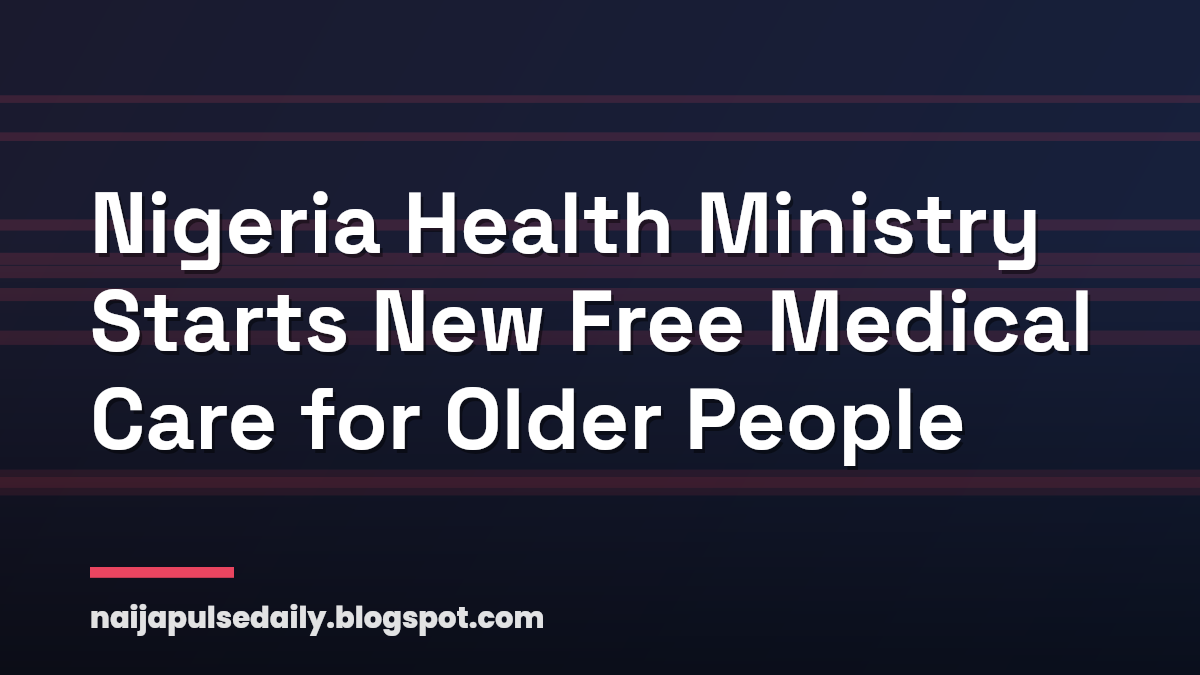 Nigeria Health Ministry
Starts New Free Medical
Care for Older People
naijapulsedaily.blogspot.com